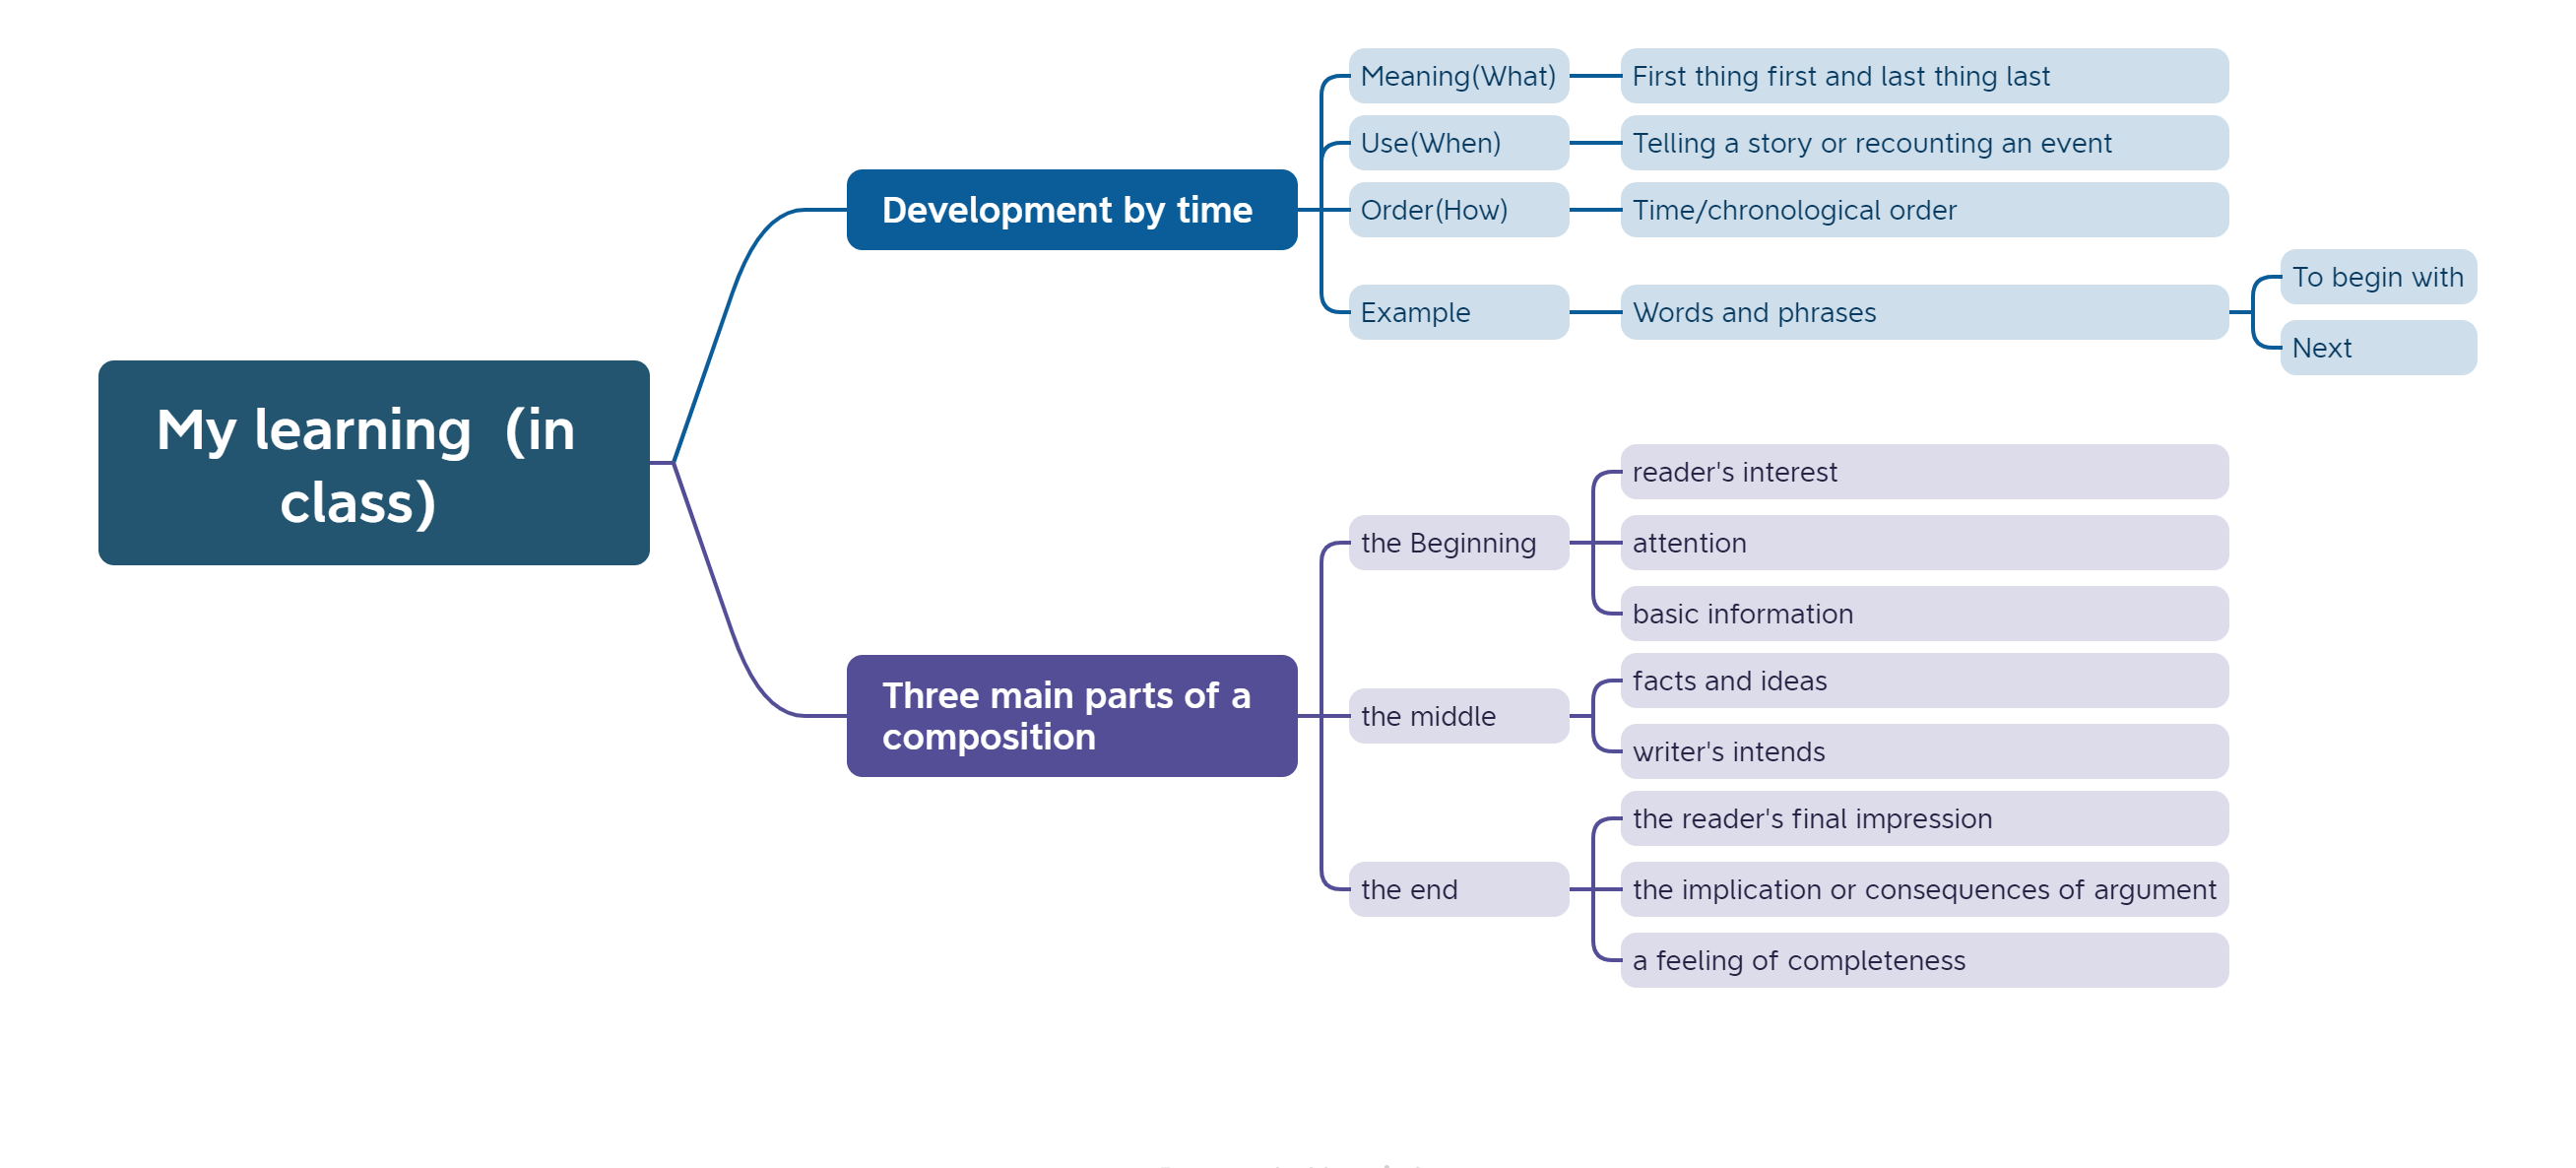 My learning (in
class)
Development by time
Meaning(What)
First thing first and last thing last
Use(When)
Telling a story or recounting an event
Order(How)
Time/chronological order
Example
Words and phrases
To begin with
Next
Three main parts of a
composition
the Beginning
reader's interest
attention
basic information
the middle
facts and ideas
writer's intends
the end
the reader's final impression
the implication or consequences of argument
a feeling of completeness